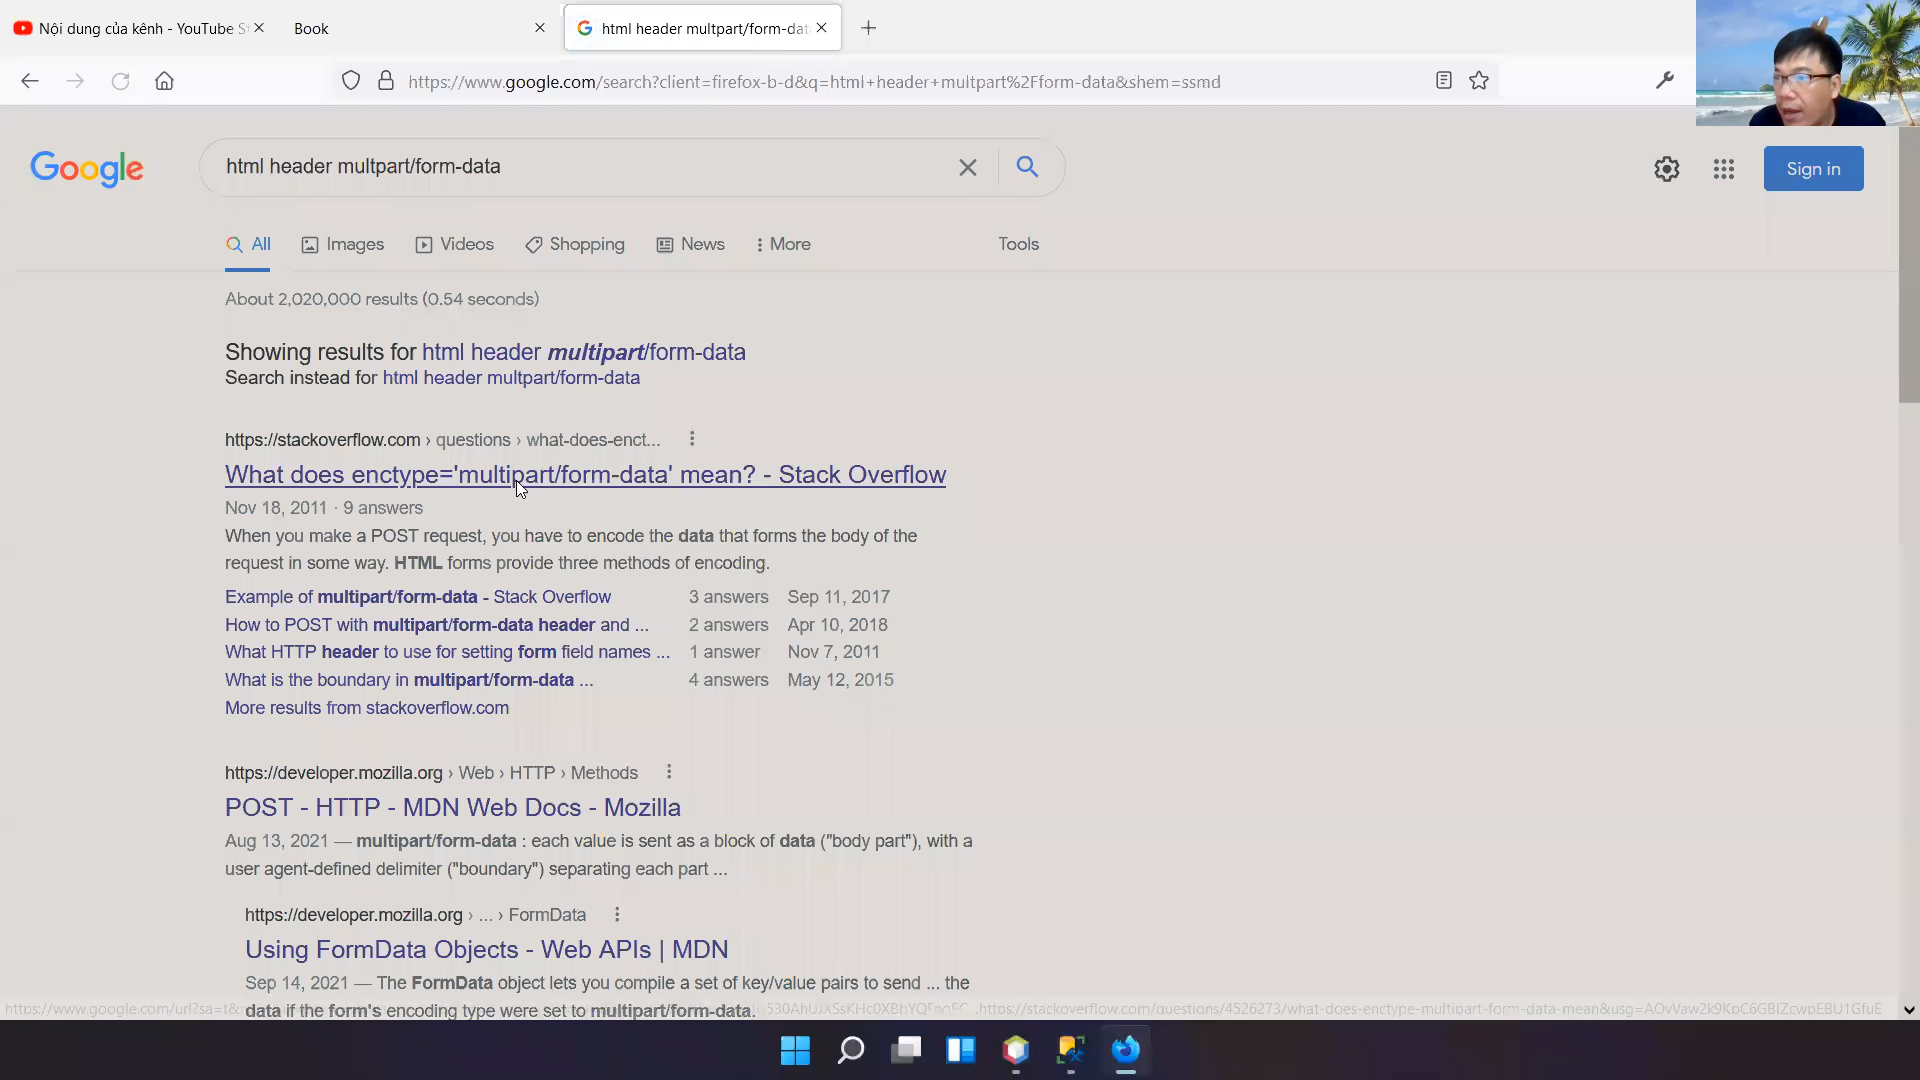 Nội dung của kênh - YouTube S
Book
html header multpart/form-dat
https://www.google.com/search?client=firefox-b-d&q=html+header+multpart%2Fform-data&shem=ssmd
Google
html header multpart/form-data
Sign in
All
Images
Videos
Shopping
News
More
Tools
About 2,020,000 results (0.54 seconds)
Showing results for html header multipart/form-data
Search instead for html header multpart/form-data
https://stackoverflow.com › questions › what-does-enct...
What does enctype='multipart/form-data' mean? - Stack Overflow
Nov 18, 2011 · 9 answers
When you make a POST request, you have to encode the data that forms the body of the
request in some way. HTML forms provide three methods of encoding.
Example of multipart/form-data - Stack Overflow 3 answers Sep 11, 2017
How to POST with multipart/form-data header and ... 2 answers Apr 10, 2018
What HTTP header to use for setting form field names ... 1 answer Nov 7, 2011
What is the boundary in multipart/form-data ... 4 answers May 12, 2015
More results from stackoverflow.com
https://developer.mozilla.org › Web › HTTP › Methods
POST - HTTP - MDN Web Docs - Mozilla
Aug 13, 2021 — multipart/form-data : each value is sent as a block of data ("body part"), with a
user agent-defined delimiter ("boundary") separating each part ...
https://developer.mozilla.org › ... › FormData
Using FormData Objects - Web APIs | MDN
Sep 14, 2021 — The FormData object lets you compile a set of key/value pairs to send ... the
data if the form's encoding type were set to multipart/form-data.
https://www.google.com/url?sa=t&
https://stackoverflow.com/questions/4526273/what-does-enctype-multipart-form-data-mean&usg=